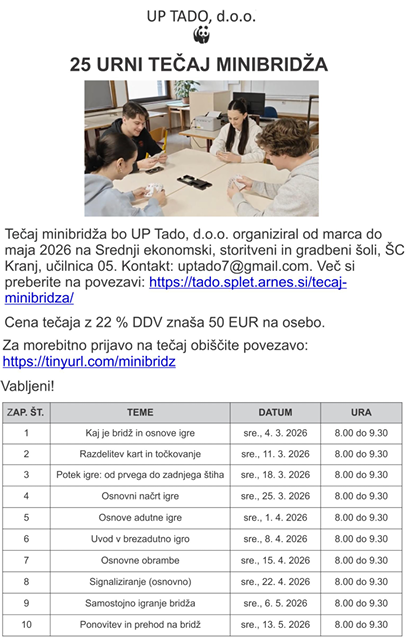 UP TADO, d.o.o.
25 URNI TEČAJ MINIBRIDŽA
Tečaj minibridža bo UP Tado, d.o.o. organiziral od marca do
maja 2026 na Srednji ekonomski, storitveni in gradbeni šoli, ŠC
Kranj, učilnica 05. Kontakt: uptado7@gmail.com. Več si
preberite na povezavi: https://tado.splet.arnes.si/tecaj-
minibridza/
Cena tečaja z 22 % DDV znaša 50 EUR na osebo.
Za morebitno prijavo na tečaj obiščite povezavo:
https://tinyurl.com/minibridz
Vabljeni!
ZAP. ŠT. TEME DATUM URA
1 Kaj je bridž in osnove igre sre., 4. 3. 2026 8.00 do 9.30
2 Razdelitev kart in točkovanje sre., 11. 3. 2026 8.00 do 9.30
3 Potek igre: od prvega do zadnjega štiha sre., 18. 3. 2026 8.00 do 9.30
4 Osnovni načrt igre sre., 25. 3. 2026 8.00 do 9.30
5 Osnove adutne igre sre., 1. 4. 2026 8.00 do 9.30
6 Uvod v brezadutno igro sre., 8. 4. 2026 8.00 do 9.30
7 Osnovne obrambe sre., 15. 4. 2026 8.00 do 9.30
8 Signaliziranje (osnovno) sre., 22. 4. 2026 8.00 do 9.30
9 Samostojno igranje bridža sre., 6. 5. 2026 8.00 do 9.30
10 Ponovitev in prehod na bridž sre., 13. 5. 2026 8.00 do 9.30